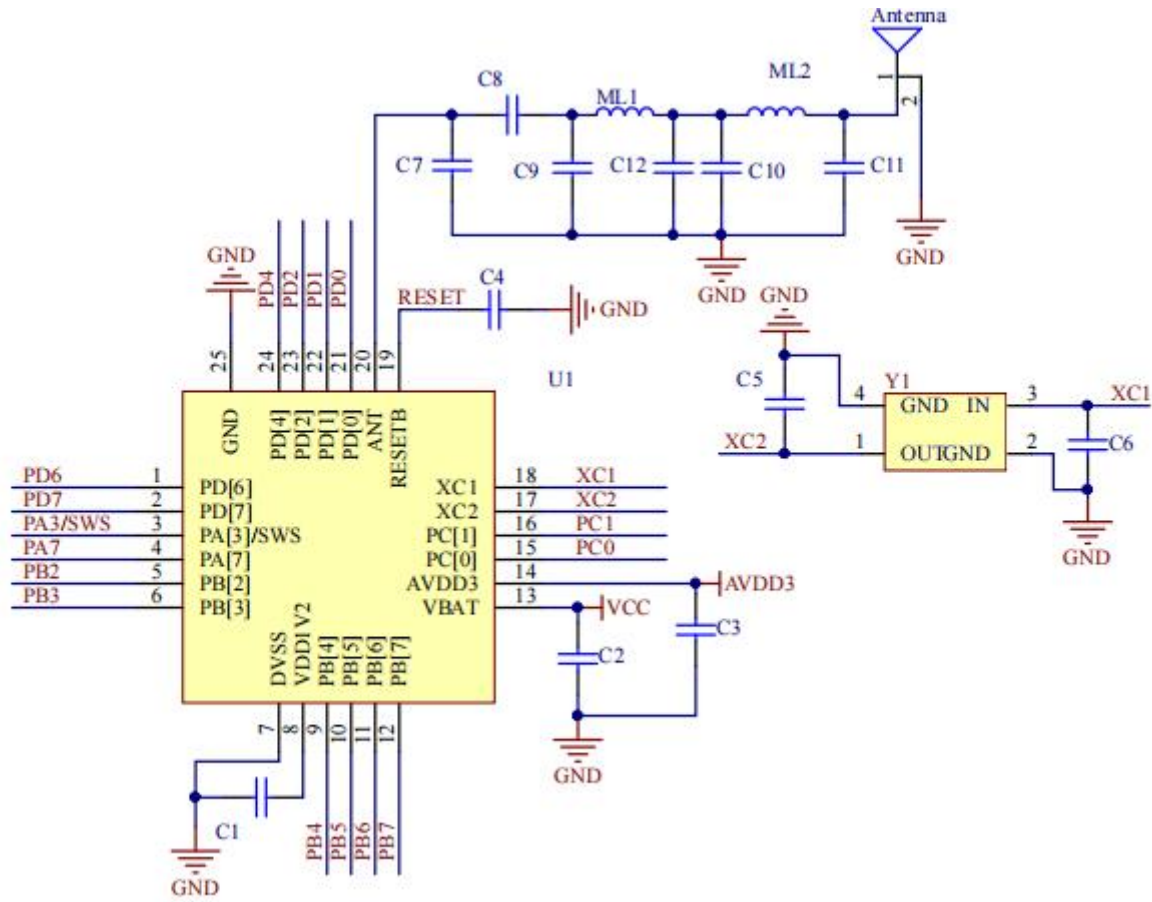 Antenna
ML2
C8
ML1
1
2
C7
C9
C12
C10
C11
GND
GND
GND
PD4
PD2
PD1
PD0
RESET
C4
GND
GND
25
24
23
22
21
20
19
U1
C5
Y1
4
GND IN
3
XC1
XC2
1
OUTGND
2
C6
GND
GND
PD[4]
PD[2]
PD[1]
PD[0]
ANT
RESETB
PD6
1
PD[6]
XC1
18
XC1
PD7
2
PD[7]
XC2
17
XC2
PA3/SWS
3
PA[3]/SWS
PC[1]
16
PC1
PA7
4
PA[7]
PC[0]
15
PC0
PB2
5
PB[2]
AVDD3
14
AVDD3
PB3
6
PB[3]
VBAT
13
VCC
C3
C2
GND
DVSS
VDD1V2
PB[4]
PB[5]
PB[6]
PB[7]
7
8
9
10
11
12
C1
GND
PB4
PB5
PB6
PB7